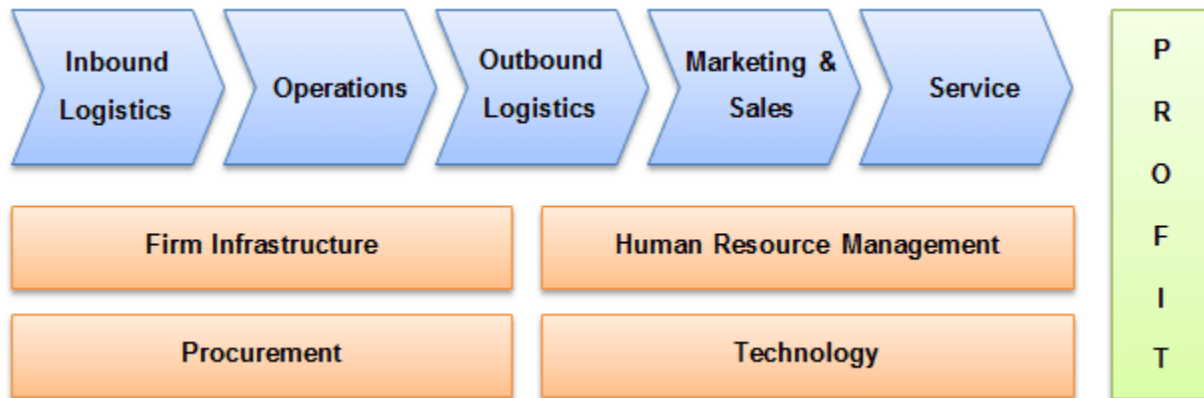 Inbound
Logistics
Operations
Outbound
Logistics
Marketing &
Sales
Service
Firm Infrastructure
Human Resource Management
Procurement
Technology
P
R
O
F
I
T